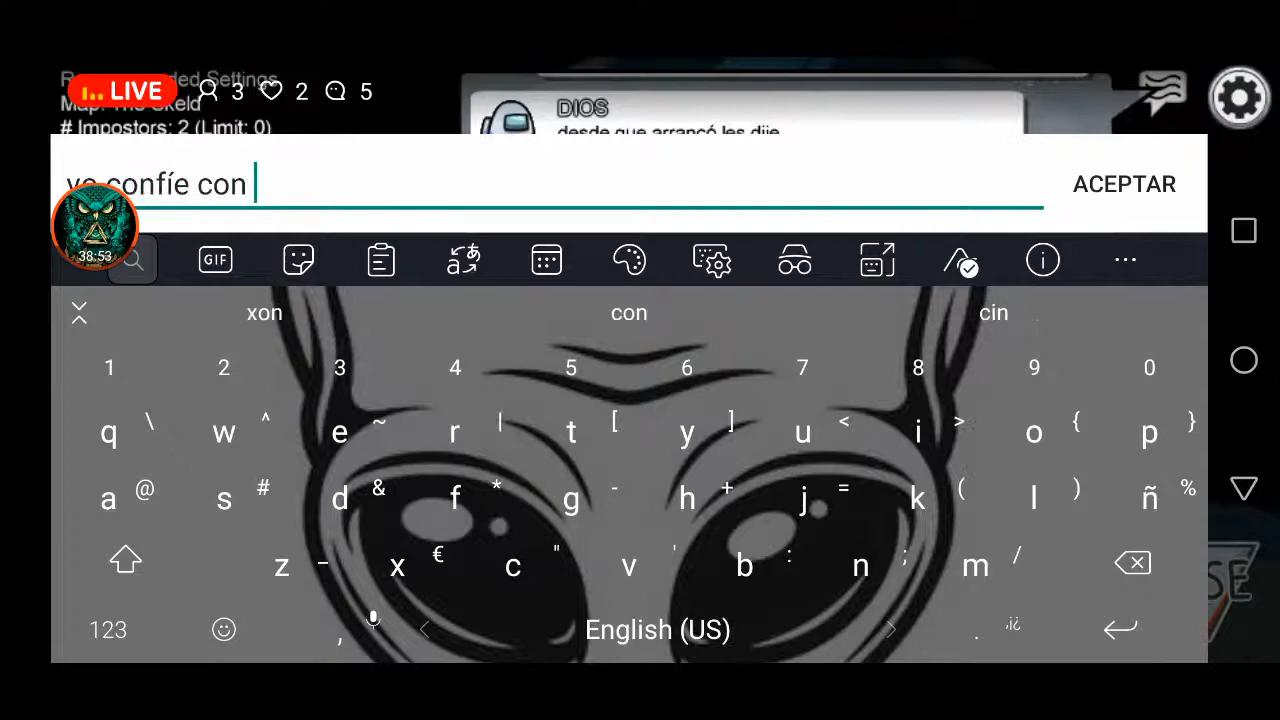 LIVE 3 2 5
Map: The Skeld
# Impostors: 2 (Limit: 0)
DIOS
desde que arrancó les dije
yo confíe con
ACEPTAR
38:53
GIF
xon con cin
1 2 3 4 5 6 7 8 9 0
q \ w ^ e ~ r | t [ y ] u < i > o { p }
a @ s # d & f * g - h + j = k ( l ) ñ %
z _ x € c " v ' b : n ; m /
123 , < English (US) > . ,¡¿